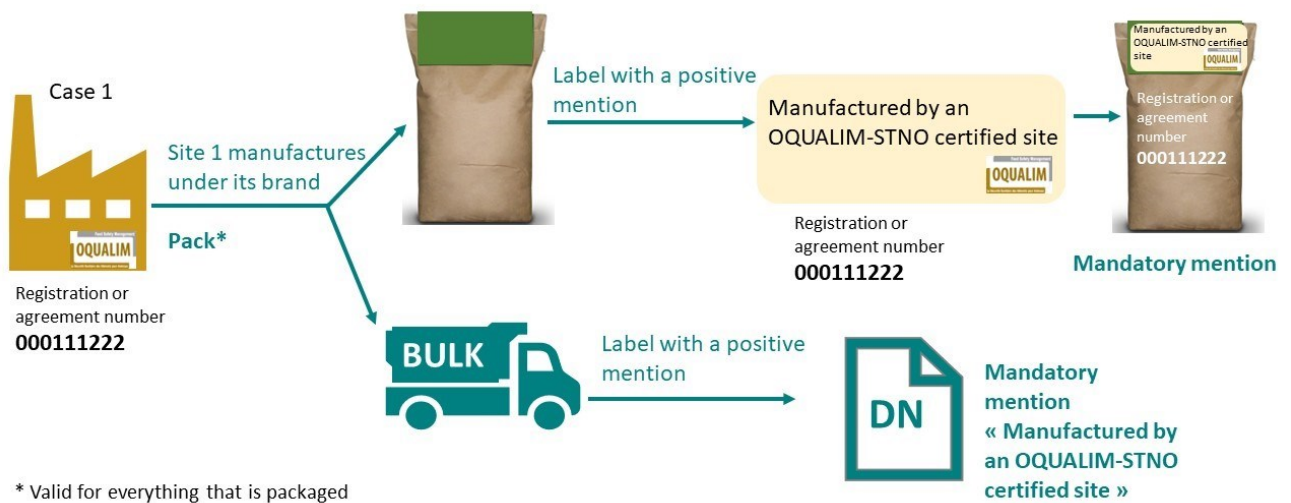 Case 1
OQUALIM
Registration or
agreement number
000111222
Site 1 manufactures
under its brand
Pack*
Label with a positive
mention
Manufactured by an
OQUALIM-STNO certified site
OQUALIM
Registration or
agreement number
000111222
Manufactured by an
OQUALIM-STNO certified
site
OQUALIM
Registration or
agreement
number
000111222
Mandatory mention
BULK
Label with a positive
mention
DN
Mandatory
mention
« Manufactured by
an OQUALIM-STNO
certified site »
* Valid for everything that is packaged